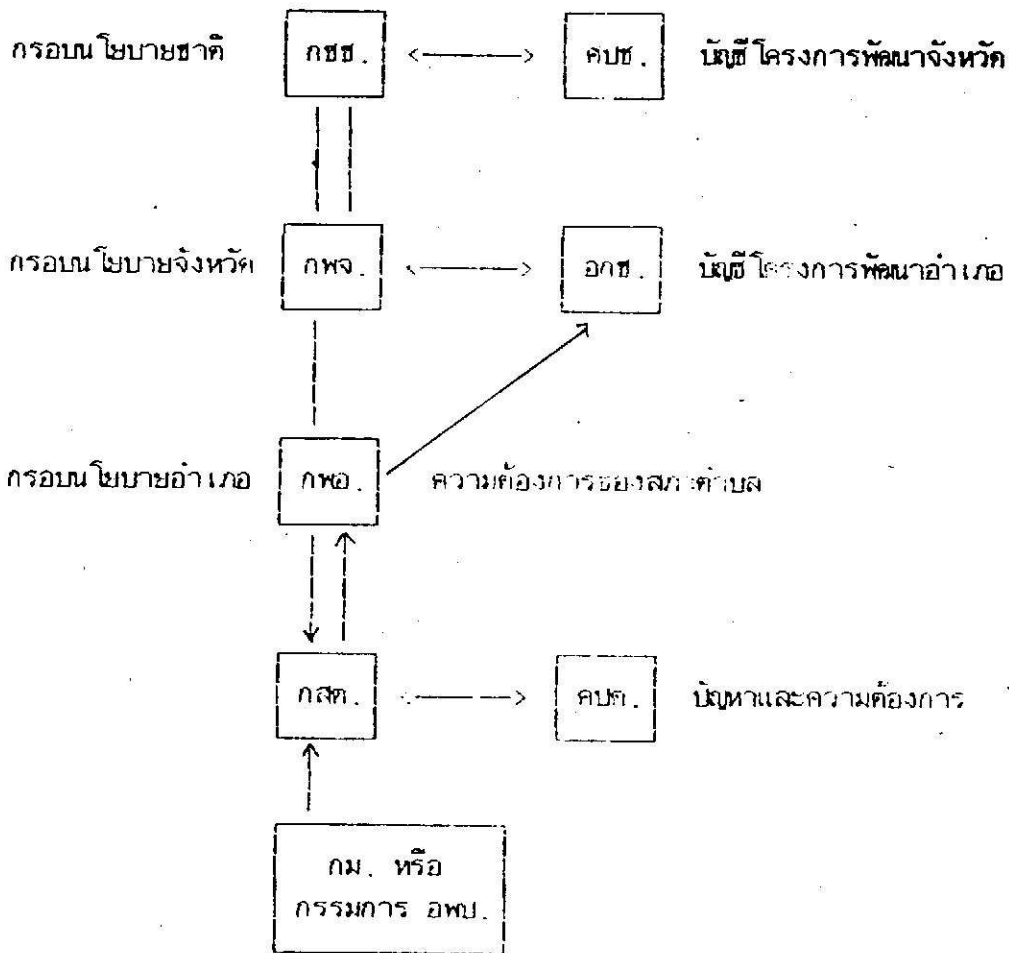 กรอบนโยบายชาติ กชช. คปช. บัญชีโครงการพัฒนาจังหวัด
กรอบนโยบายจังหวัด กพจ. อกช. บัญชีโครงการพัฒนาอำเภอ
กรอบนโยบายอำเภอ กพอ. ความต้องการของสภาตำบล
กสต. คปต. ปัญหาและความต้องการ
กม. หรือ
กรรมการ อพป.